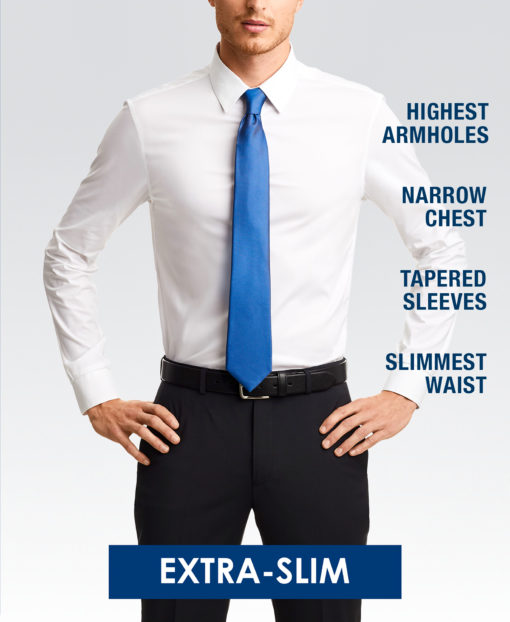 HIGHEST
ARMHOLES
NARROW
CHEST
TAPERED
SLEEVES
SLIMMEST
WAIST
EXTRA-SLIM